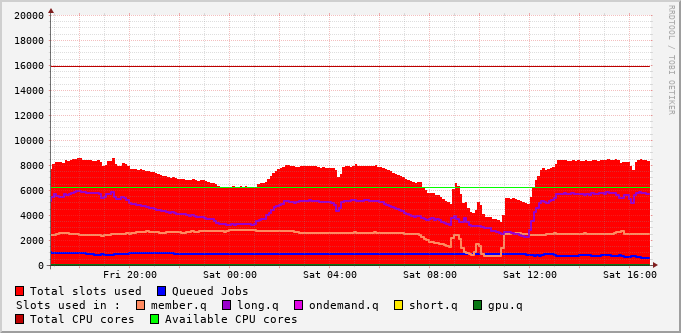 RRDTOOL / TOBI OETIKER
20000
18000
16000
14000
12000
10000
8000
6000
4000
2000
0
Fri 20:00 Sat 00:00 Sat 04:00 Sat 08:00 Sat 12:00 Sat 16:00
Total slots used Queued Jobs
Slots used in : member.q long.q ondemand.q short.q gpu.q
Total CPU cores Available CPU cores